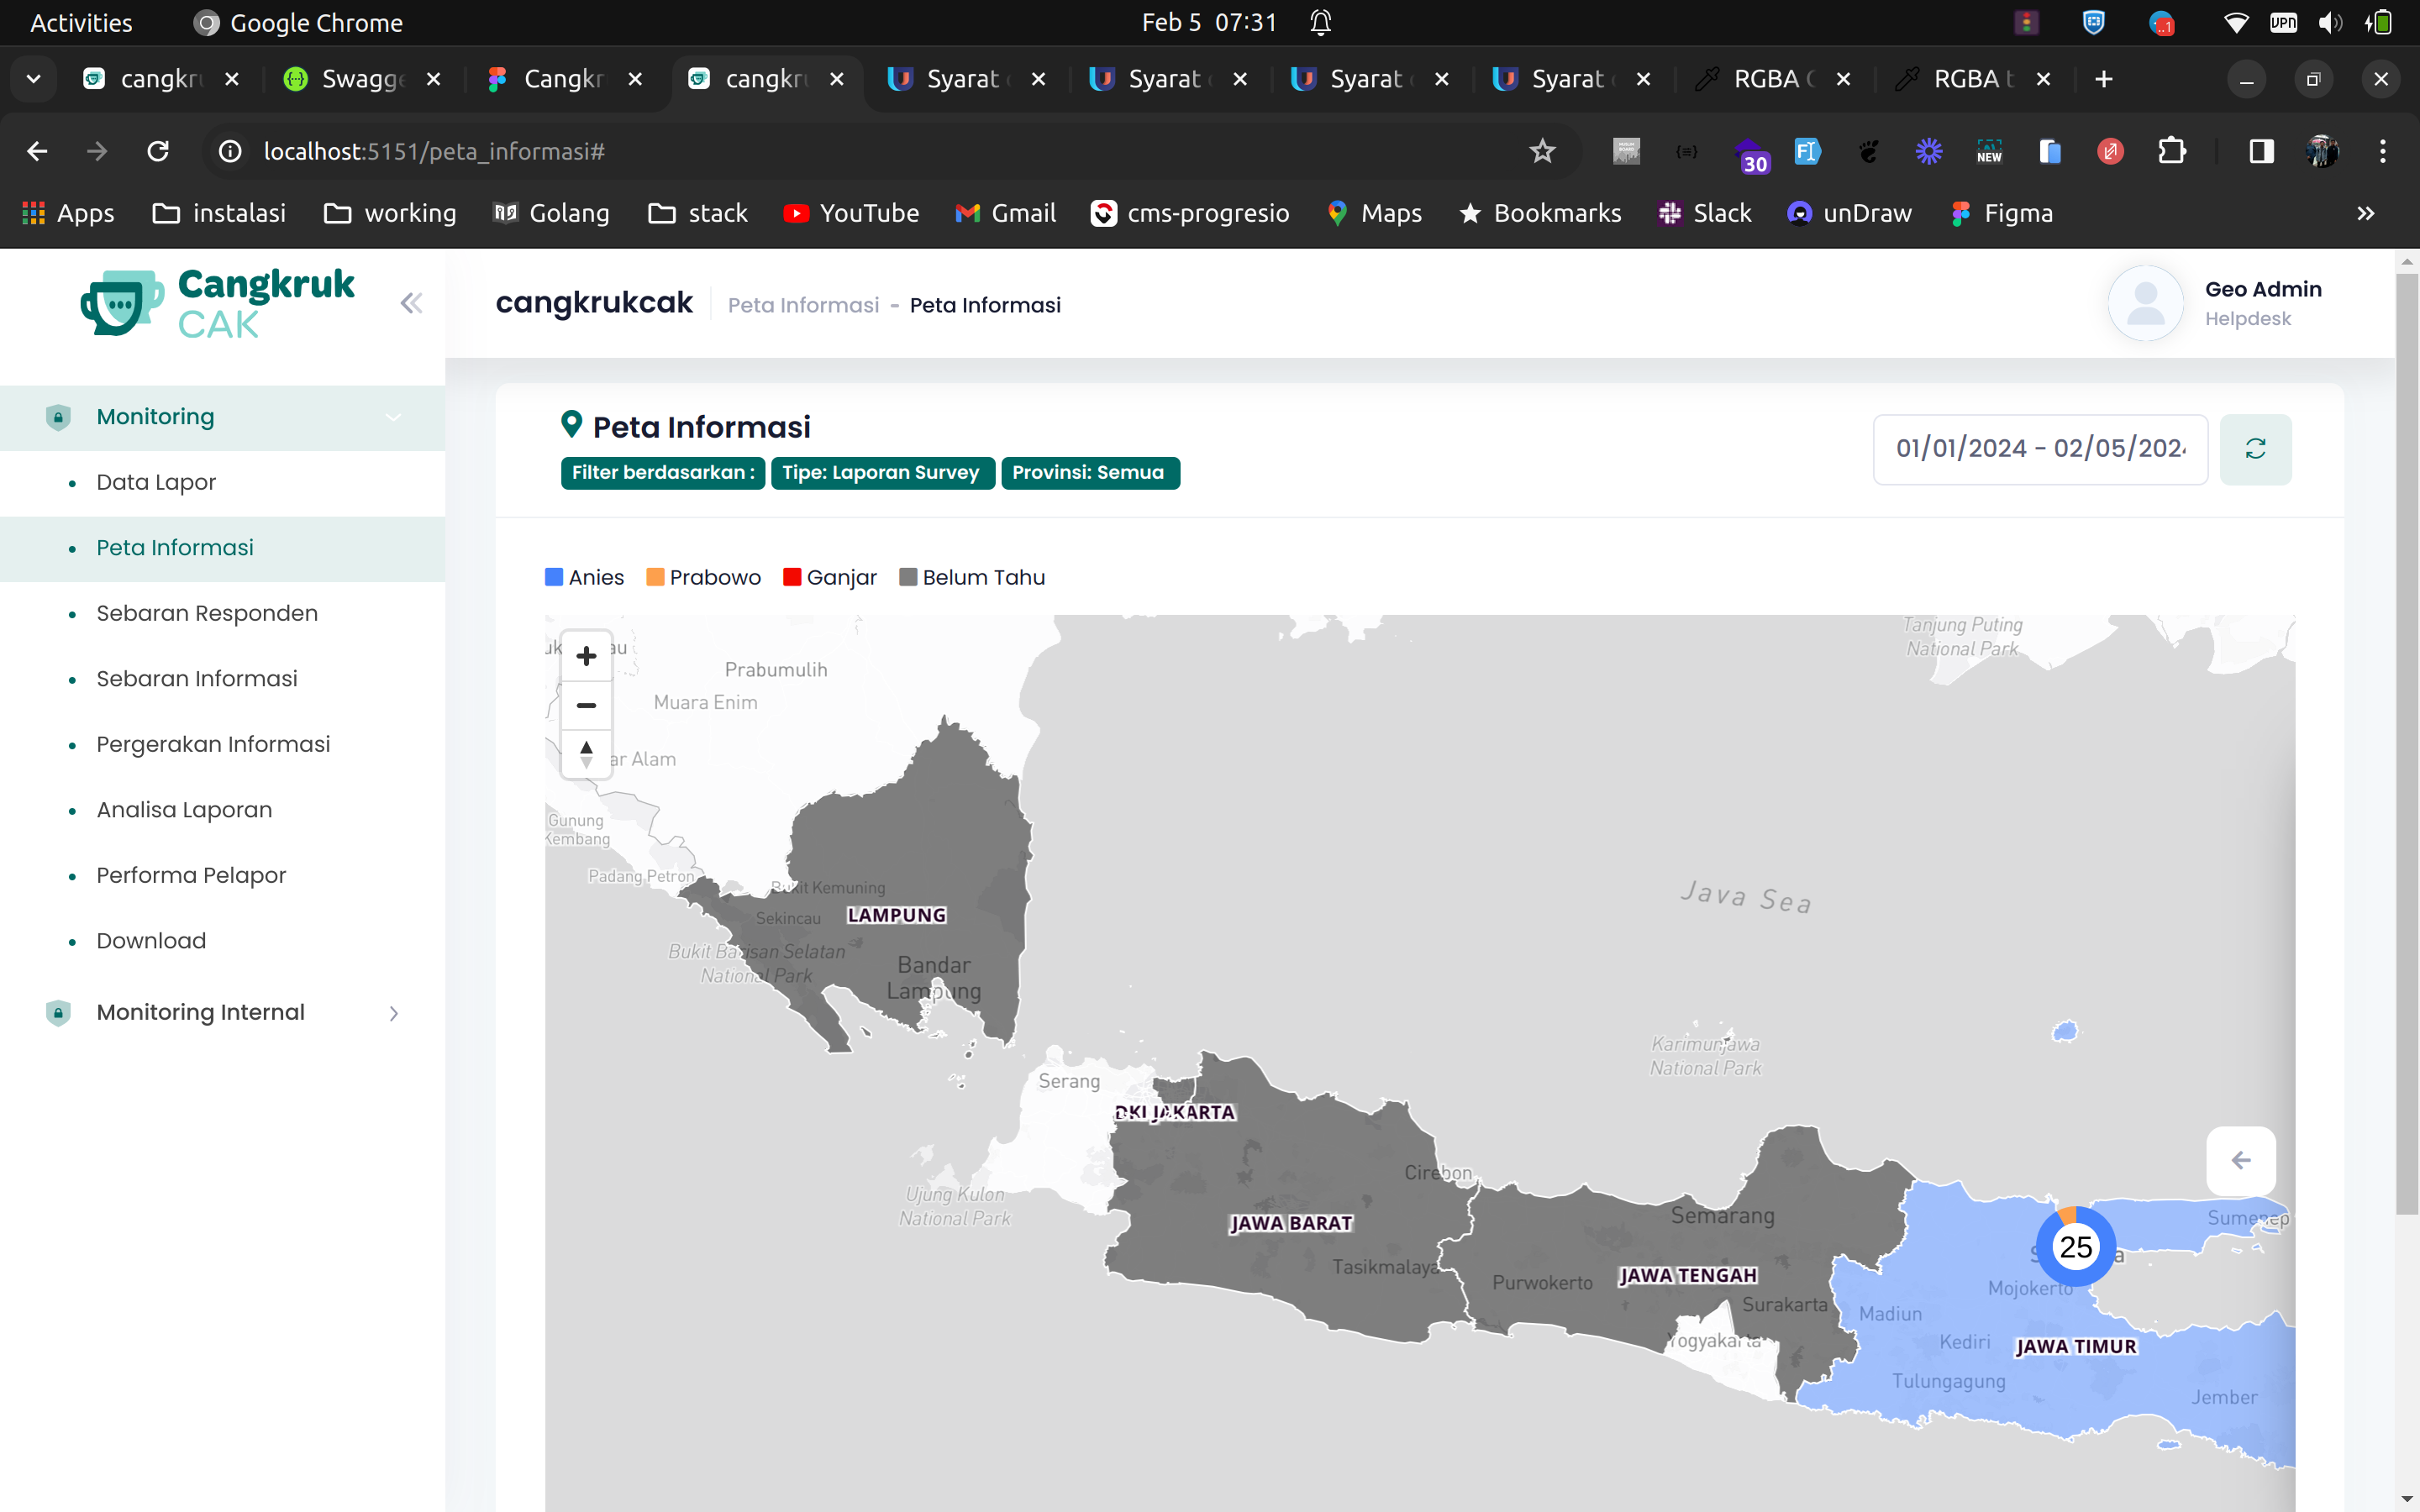 Activities Google Chrome Feb 5 07:31 VPN
cangkru Swagge Cangkr cangkru Syarat Syarat Syarat Syarat RGBA RGBA t
localhost:5151/peta_informasi# 30 NEW
Apps instalasi working Golang stack YouTube Gmail cms-progresio Maps Bookmarks Slack unDraw Figma
Cangkruk
CAK
cangkrukcak Peta Informasi - Peta Informasi
Geo Admin
Helpdesk
Monitoring
Data Lapor
Peta Informasi
Sebaran Responden
Sebaran Informasi
Pergerakan Informasi
Analisa Laporan
Performa Pelapor
Download
Monitoring Internal
Peta Informasi
Filter berdasarkan : Tipe: Laporan Survey Provinsi: Semua
01/01/2024 - 02/05/202
Anies Prabowo Ganjar Belum Tahu
Tanjung Puting
National Park
Prabumulih
Muara Enim
ar Alam
Gunung
Kembang
Padang Petron
Bukit Kemuning
Sekincau
LAMPUNG
Bukit Barisan Selatan
National Park
Bandar
Lampung
Java Sea
Karimunjawa
National Park
Serang
DKI JAKARTA
Cirebon
Ujung Kulon
National Park
JAWA BARAT
Tasikmalaya
Semarang
Purwokerto
JAWA TENGAH
Surakarta
Yogyakarta
Sumenep
25
Mojokerto
Madiun
Kediri
JAWA TIMUR
Tulungagung
Jember